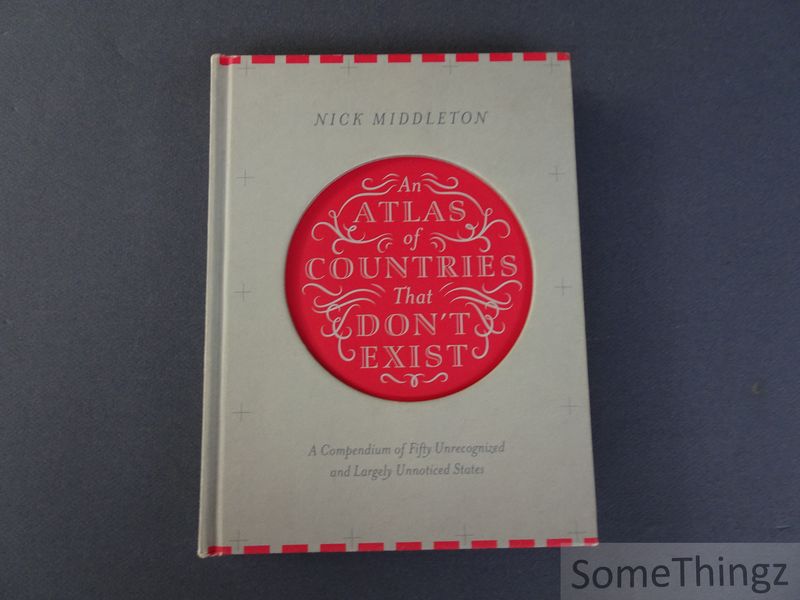 NICK MIDDLETON
An
ATLAS
of
COUNTRIES
That
DON'T
EXIST
A Compendium of Fifty Unrecognized
and Largely Unnoticed States
SomeThingz